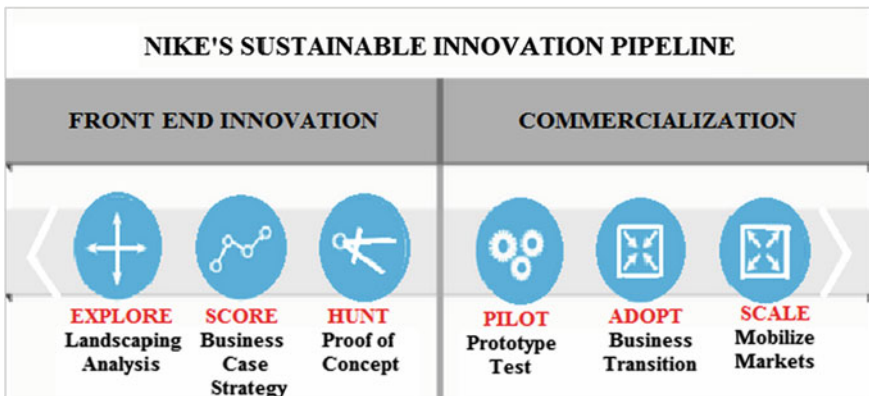 NIKE'S SUSTAINABLE INNOVATION PIPELINE
FRONT END INNOVATION
COMMERCIALIZATION
EXPLORE
Landscaping
Analysis
SCORE
Business
Case
Strategy
HUNT
Proof of
Concept
PILOT
Prototype
Test
ADOPT
Business
Transition
SCALE
Mobilize
Markets